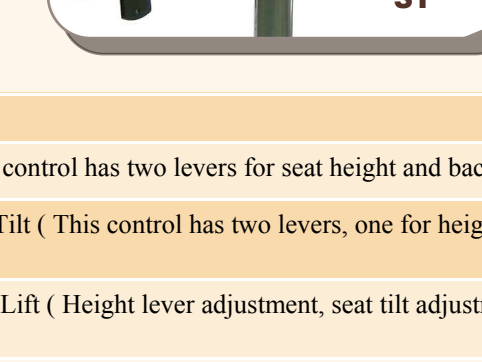 control has two levers for seat height and bac
Tilt ( This control has two levers, one for heig
Lift ( Height lever adjustment, seat tilt adjust